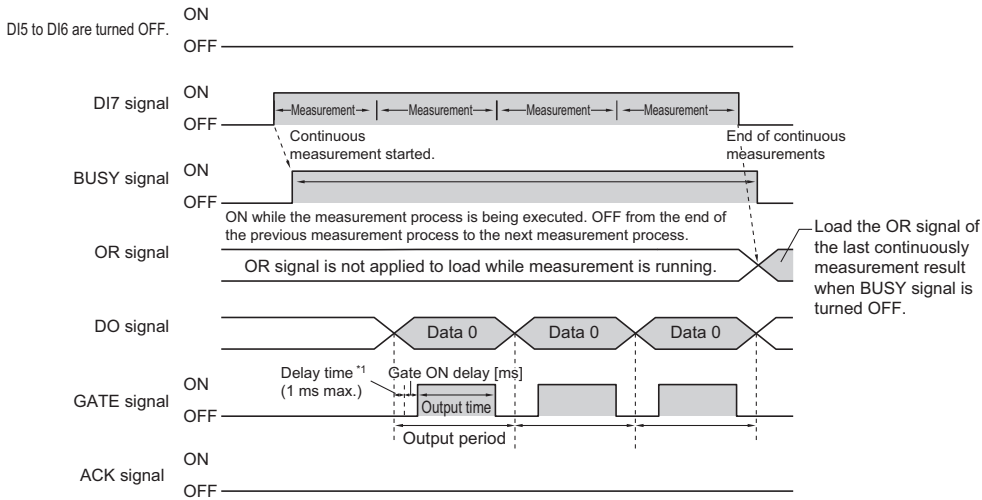 DI5 to DI6 are turned OFF.
ON
OFF
DI7 signal
ON
OFF
Measurement
Measurement
Measurement
Measurement
Continuous
measurement started.
End of continuous
measurements
BUSY signal
ON
OFF
ON while the measurement process is being executed. OFF from the end of
the previous measurement process to the next measurement process.
OR signal
OR signal is not applied to load while measurement is running.
Load the OR signal of
the last continuously
measurement result
when BUSY signal is
turned OFF.
DO signal
Data 0
Data 0
Data 0
Delay time *1
(1 ms max.)
Gate ON delay [ms]
GATE signal
ON
OFF
Output time
Output period
ACK signal
ON
OFF